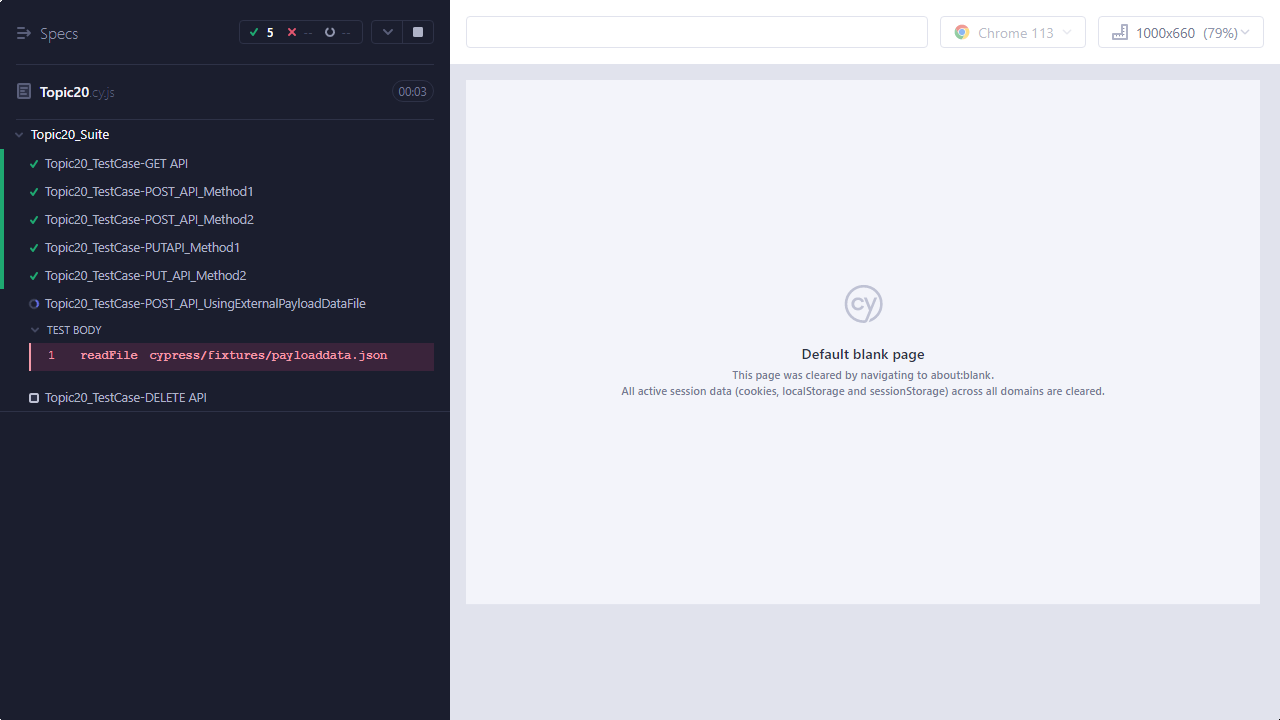 Specs
5 -- --
Topic20.cy.js 00:03
Topic20_Suite
Topic20_TestCase-GET API
Topic20_TestCase-POST_API_Method1
Topic20_TestCase-POST_API_Method2
Topic20_TestCase-PUTAPI_Method1
Topic20_TestCase-PUT_API_Method2
Topic20_TestCase-POST_API_UsingExternalPayloadDataFile
TEST BODY
1 readFile cypress/fixtures/payloaddata.json
Topic20_TestCase-DELETE API
Chrome 113
1000x660 (79%)
cy
Default blank page
This page was cleared by navigating to about:blank.
All active session data (cookies, localStorage and sessionStorage) across all domains are cleared.